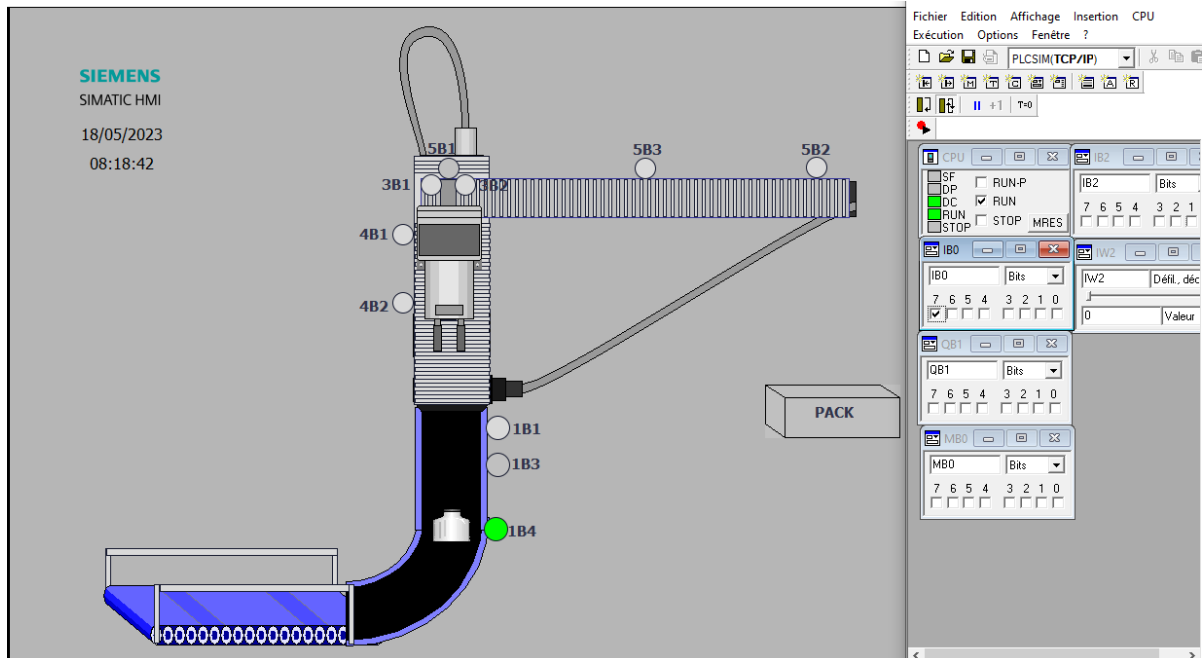 SIEMENS
SIMATIC HMI
18/05/2023
08:18:42
5B1
5B3
5B2
3B1
3B2
4B1
4B2
1B1
1B3
1B4
PACK
Fichier Edition Affichage Insertion CPU
Exécution Options Fenêtre ?
PLCSIM(TCP/IP)
M T C A R
+1 T=0
CPU
SF
DP
DC
RUN
STOP
RUN-P
RUN
STOP MRES
IB2
IB2 Bits
7 6 5 4 3 2 1
IB0
IB0 Bits
7 6 5 4 3 2 1 0
IW2
IW2 Défil., déc
0 Valeur
QB1
QB1 Bits
7 6 5 4 3 2 1 0
MB0
MB0 Bits
7 6 5 4 3 2 1 0